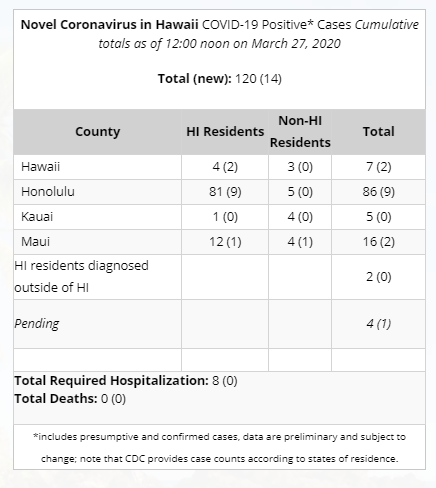 Novel Coronavirus in Hawaii COVID-19 Positive* Cases Cumulative
totals as of 12:00 noon on March 27, 2020
Total (new): 120 (14)
County HI Residents Non-HI Residents Total
Hawaii 4 (2) 3 (0) 7 (2)
Honolulu 81 (9) 5 (0) 86 (9)
Kauai 1 (0) 4 (0) 5 (0)
Maui 12 (1) 4 (1) 16 (2)
HI residents diagnosed
outside of HI 2 (0)
Pending 4 (1)
Total Required Hospitalization: 8 (0)
Total Deaths: 0 (0)
*includes presumptive and confirmed cases, data are preliminary and subject to
change; note that CDC provides case counts according to states of residence.